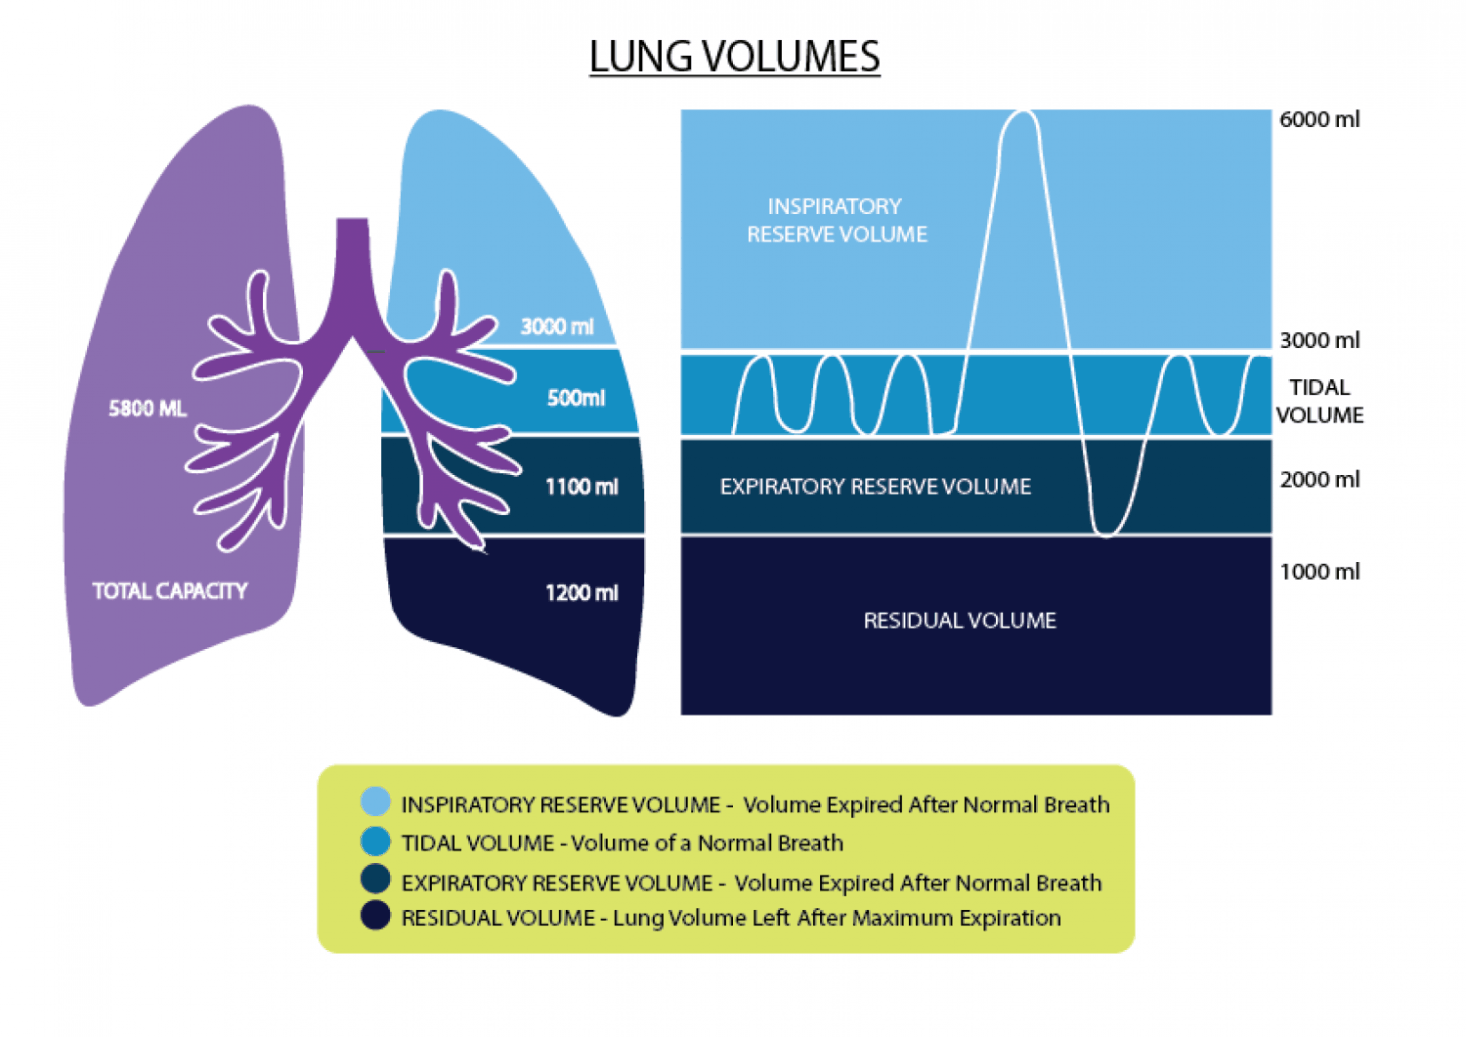 LUNG VOLUMES
5800 ML
TOTAL CAPACITY
3000 ml
500ml
1100 ml
1200 ml
INSPIRATORY
RESERVE VOLUME
EXPIRATORY RESERVE VOLUME
RESIDUAL VOLUME
6000 ml
3000 ml
TIDAL
VOLUME
2000 ml
1000 ml
INSPIRATORY RESERVE VOLUME - Volume Expired After Normal Breath
TIDAL VOLUME - Volume of a Normal Breath
EXPIRATORY RESERVE VOLUME - Volume Expired After Normal Breath
RESIDUAL VOLUME - Lung Volume Left After Maximum Expiration